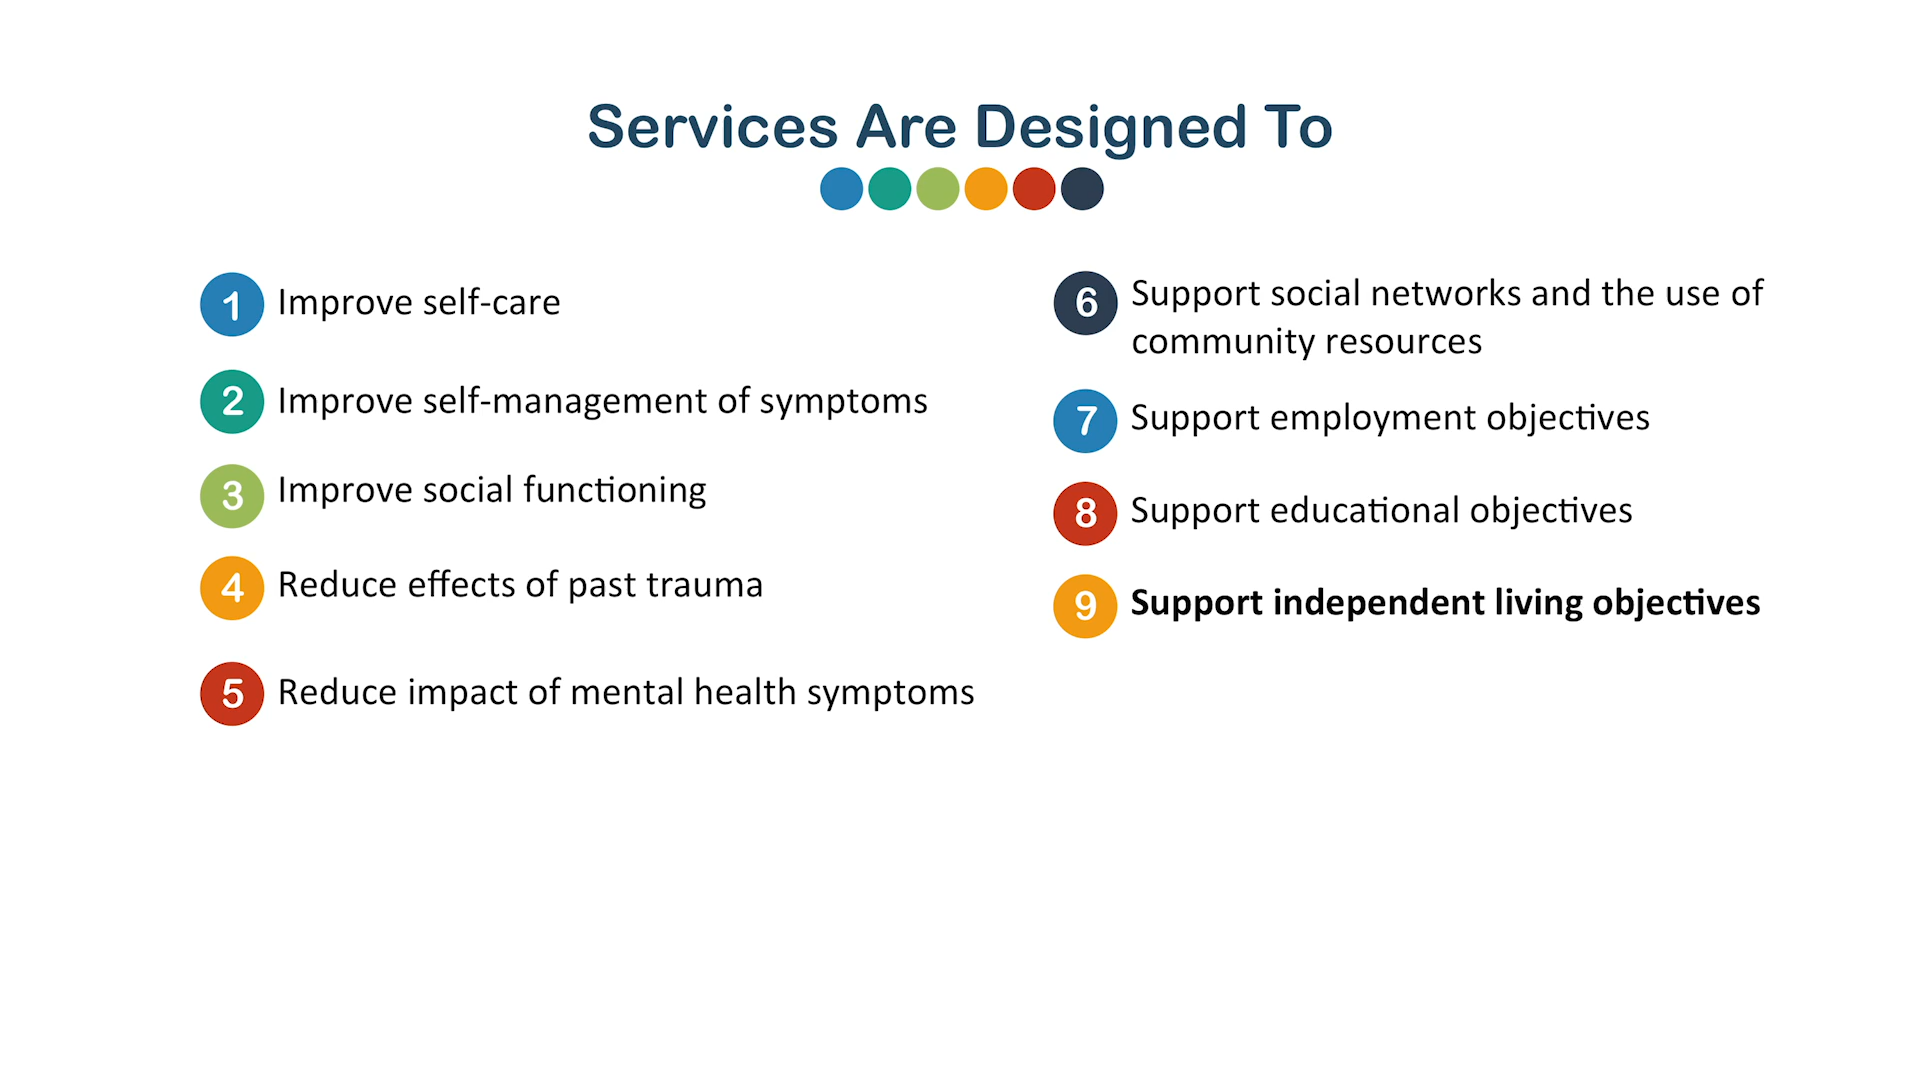 Services Are Designed To
1 Improve self-care
2 Improve self-management of symptoms
3 Improve social functioning
4 Reduce effects of past trauma
5 Reduce impact of mental health symptoms
6 Support social networks and the use of
community resources
7 Support employment objectives
8 Support educational objectives
9 Support independent living objectives